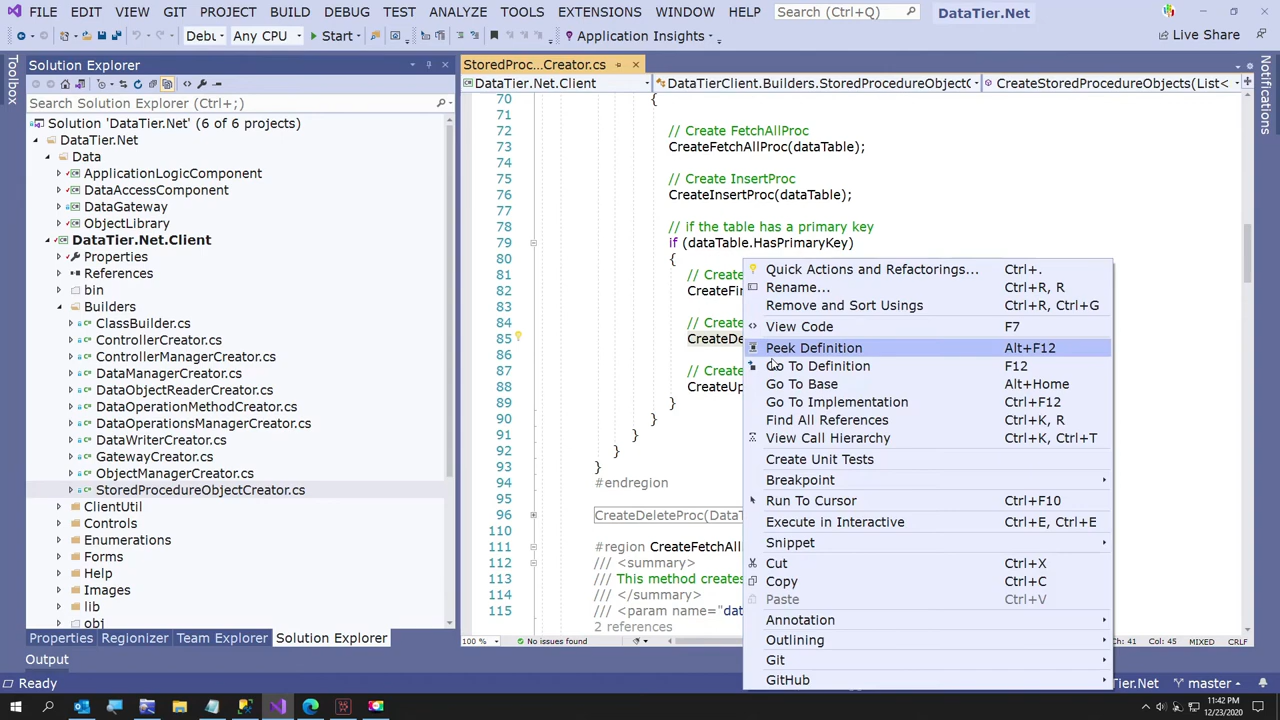 FILE EDIT VIEW GIT PROJECT BUILD DEBUG TEST ANALYZE TOOLS EXTENSIONS WINDOW HELP Search (Ctrl+Q) DataTier.Net
Debu Any CPU Start Application Insights Live Share
Toolbox
Solution Explorer
Search Solution Explorer (Ctrl+;)
Solution 'DataTier.Net' (6 of 6 projects)
DataTier.Net
Data
ApplicationLogicComponent
DataAccessComponent
DataGateway
ObjectLibrary
DataTier.Net.Client
Properties
References
bin
Builders
ClassBuilder.cs
ControllerCreator.cs
ControllerManagerCreator.cs
DataManagerCreator.cs
DataObjectReaderCreator.cs
DataOperationMethodCreator.cs
DataOperationsManagerCreator.cs
DataWriterCreator.cs
GatewayCreator.cs
ObjectManagerCreator.cs
StoredProcedureObjectCreator.cs
ClientUtil
Controls
Enumerations
Forms
Help
Images
lib
obj
Properties Regionizer Team Explorer Solution Explorer
Output
Ready
StoredProc...Creator.cs
DataTier.Net.Client DataTierClient.Builders.StoredProcedureObjectC CreateStoredProcedureObjects(List<
Notifications
70 {
71
72 // Create FetchAllProc
73 CreateFetchAllProc(dataTable);
74
75 // Create InsertProc
76 CreateInsertProc(dataTable);
77
78 // if the table has a primary key
79 if (dataTable.HasPrimaryKey)
80 {
81 // Create
82 CreateFin
83
84 // Create
85 CreateDe
86
87 // Create
88 CreateUp
89 }
90 }
91 }
92 }
93 }
94 #endregion
95
96 CreateDeleteProc(DataT
110
111 #region CreateFetchAll
112 /// <summary>
113 /// This method creates
114 /// </summary>
115 /// <param name="dat
2 references
100 % No issues found Ch: 41 Col: 45 MIXED CRLF
Quick Actions and Refactorings... Ctrl+.
Rename... Ctrl+R, R
Remove and Sort Usings Ctrl+R, Ctrl+G
View Code F7
Peek Definition Alt+F12
Go To Definition F12
Go To Base Alt+Home
Go To Implementation Ctrl+F12
Find All References Ctrl+K, R
View Call Hierarchy Ctrl+K, Ctrl+T
Create Unit Tests
Breakpoint
Run To Cursor Ctrl+F10
Execute in Interactive Ctrl+E, Ctrl+E
Snippet
Cut Ctrl+X
Copy Ctrl+C
Paste Ctrl+V
Annotation
Outlining
Git
GitHub
Tier.Net master
11:42 PM
12/23/2020